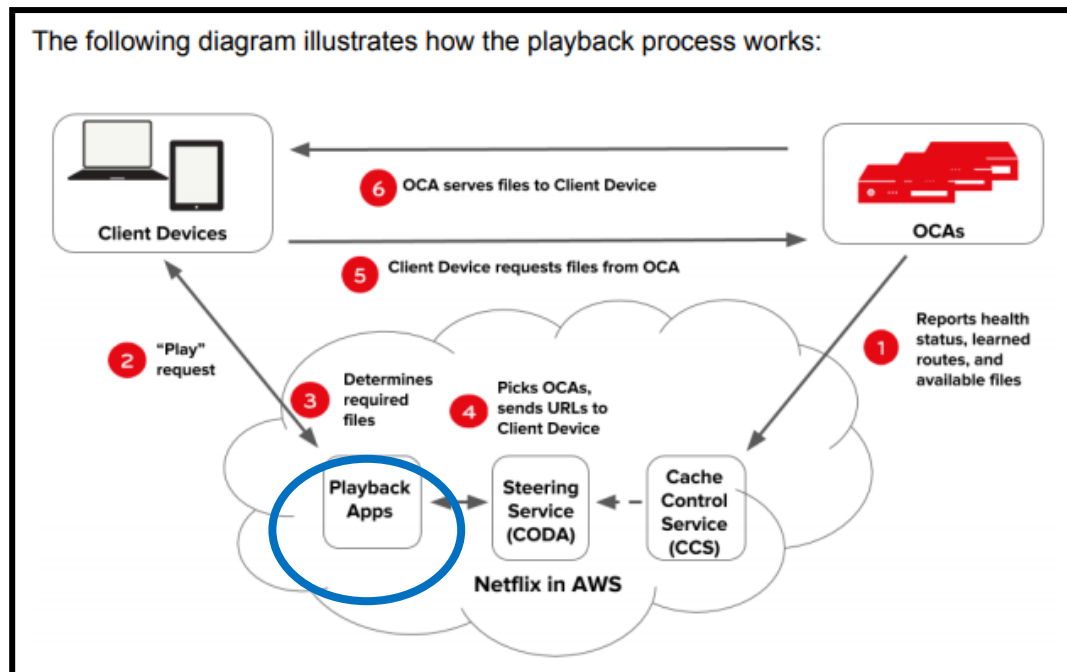 The following diagram illustrates how the playback process works:
Client Devices
6 OCA serves files to Client Device
OCAs
5 Client Device requests files from OCA
2 “Play”
request
1 Reports health
status, learned
routes, and
available files
3 Determines
required
files
4 Picks OCAs,
sends URLs to
Client Device
Playback
Apps
Steering
Service
(CODA)
Cache
Control
Service
(CCS)
Netflix in AWS